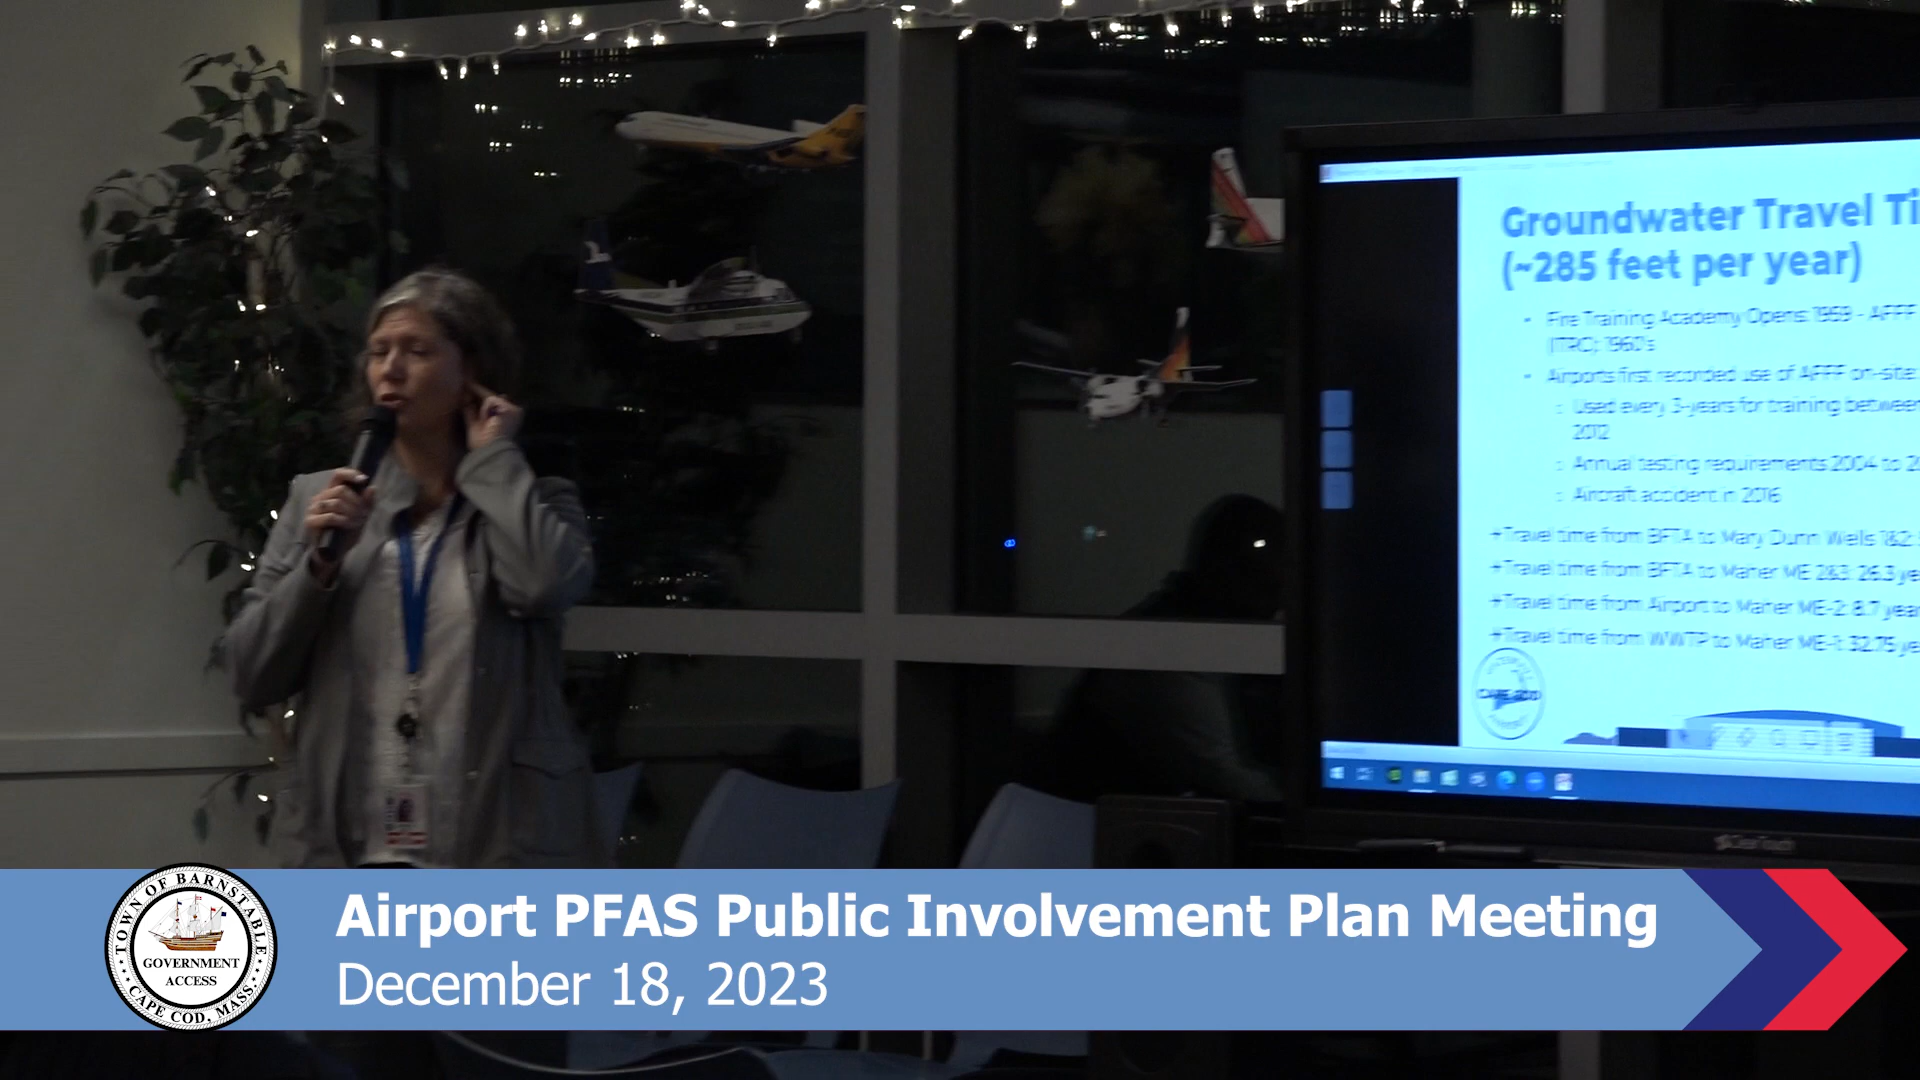 Groundwater Travel Ti
(~285 feet per year)
• Fire Training Academy Opens: 1959 - AFFF
(ITRC): 1960's
• Airports first recorded use of AFFF on-site:
Used every 3-years for training between
2012
Annual testing requirements 2004 to 20
Aircraft accident in 2016
+Travel time from BFTA to Mary Dunn Wells 1&2:
+Travel time from BFTA to Maher ME 2&3: 26.3 ye
+Travel time from Airport to Maher ME-2: 8.7 year
+Travel time from WWTP to Maher ME-1: 32.75 ye
CAPE COD
TOWN OF BARNSTABLE
GOVERNMENT
ACCESS
CAPE COD, MASS.
Airport PFAS Public Involvement Plan Meeting
December 18, 2023